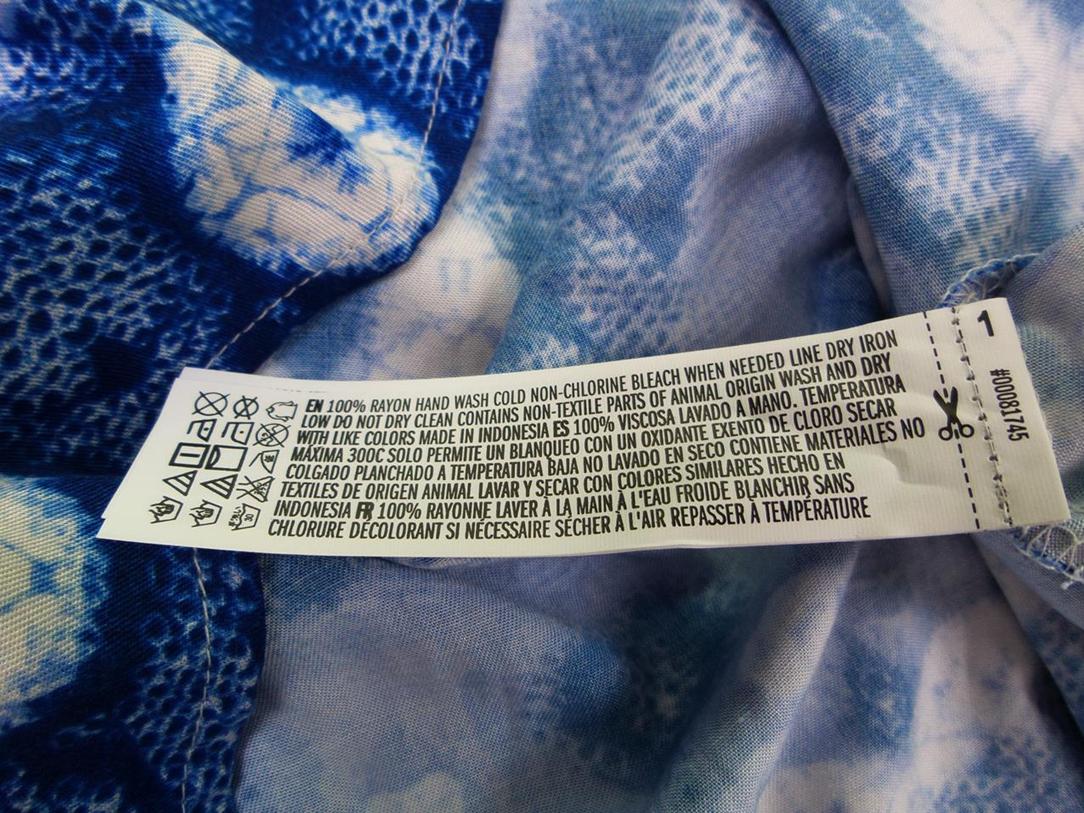 EN 100% RAYON HAND WASH COLD NON-CHLORINE BLEACH WHEN NEEDED LINE DRY IRON
LOW DO NOT DRY CLEAN CONTAINS NON-TEXTILE PARTS OF ANIMAL ORIGIN WASH AND DRY
WITH LIKE COLORS MADE IN INDONESIA ES 100% VISCOSA LAVADO A MANO. TEMPERATURA
MÁXIMA 300C SOLO PERMITE UN BLANQUEO CON UN OXIDANTE EXENTO DE CLORO SECAR
COLGADO PLANCHADO A TEMPERATURA BAJA NO LAVADO EN SECO CONTIENE MATERIALES NO
TEXTILES DE ORIGEN ANIMAL LAVAR Y SECAR CON COLORES SIMILARES HECHO EN
INDONESIA FR 100% RAYONNE LAVER À LA MAIN À L'EAU FROIDE BLANCHIR SANS
CHLORURE DÉCOLORANT SI NÉCESSAIRE SÉCHER À L'AIR REPASSER À TEMPÉRATURE
1
#00081745